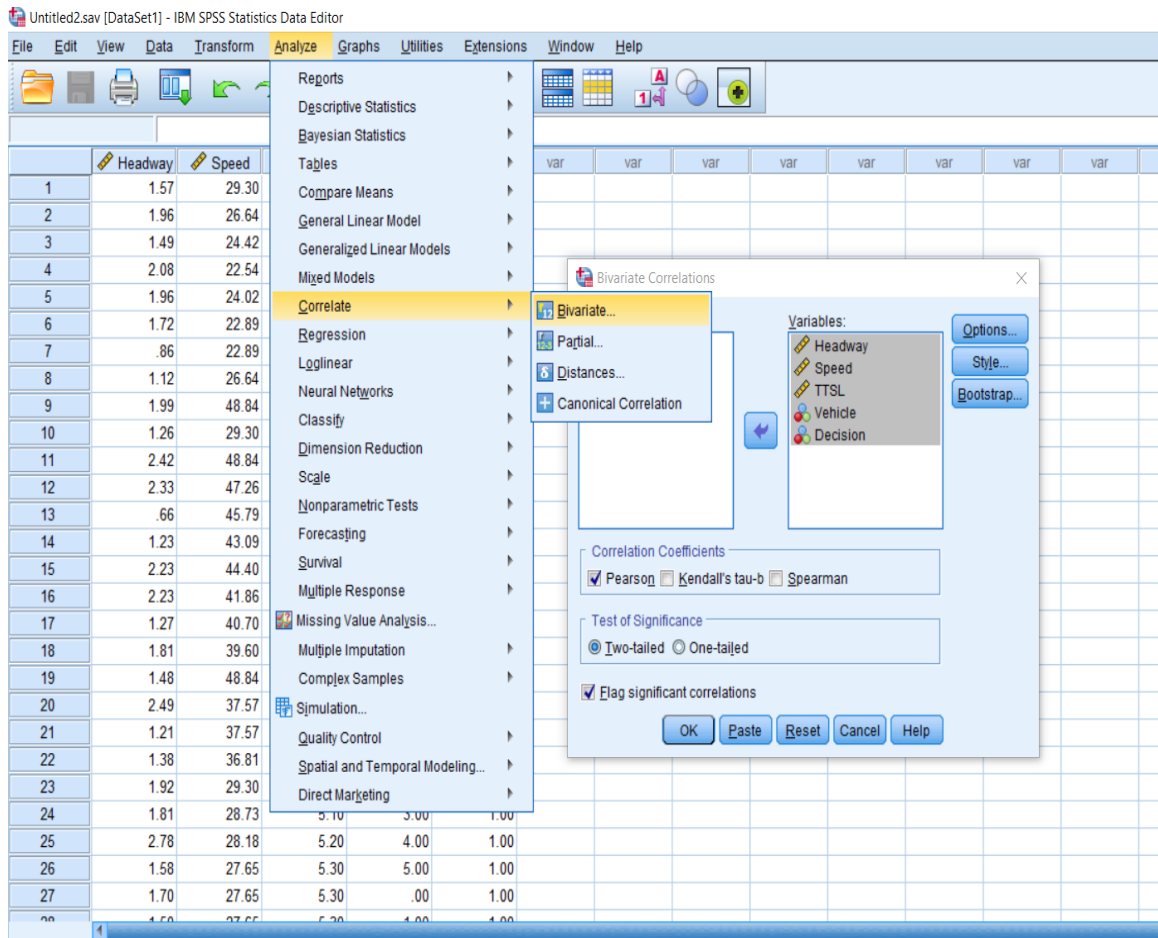 Untitled2.sav [DataSet1] - IBM SPSS Statistics Data Editor
File Edit View Data Transform Analyze Graphs Utilities Extensions Window Help
Reports
Descriptive Statistics
Bayesian Statistics
Tables
Compare Means
General Linear Model
Generalized Linear Models
Mixed Models
Correlate
Regression
Loglinear
Neural Networks
Classify
Dimension Reduction
Scale
Nonparametric Tests
Forecasting
Survival
Multiple Response
Missing Value Analysis...
Multiple Imputation
Complex Samples
Simulation...
Quality Control
Spatial and Temporal Modeling...
Direct Marketing
Bivariate...
Partial...
Distances...
Canonical Correlation
Headway Speed var var var var var var var var
1 1.57 29.30
2 1.96 26.64
3 1.49 24.42
4 2.08 22.54
5 1.96 24.02
6 1.72 22.89
7 .86 22.89
8 1.12 26.64
9 1.99 48.84
10 1.26 29.30
11 2.42 48.84
12 2.33 47.26
13 .66 45.79
14 1.23 43.09
15 2.23 44.40
16 2.23 41.86
17 1.27 40.70
18 1.81 39.60
19 1.48 48.84
20 2.49 37.57
21 1.21 37.57
22 1.38 36.81
23 1.92 29.30
24 1.81 28.73 5.10 3.00 1.00
25 2.78 28.18 5.20 4.00 1.00
26 1.58 27.65 5.30 5.00 1.00
27 1.70 27.65 5.30 .00 1.00
Bivariate Correlations
Variables:
Headway
Speed
TTSL
Vehicle
Decision
Options...
Style...
Bootstrap...
Correlation Coefficients
Pearson Kendall's tau-b Spearman
Test of Significance
Two-tailed One-tailed
Flag significant correlations
OK Paste Reset Cancel Help